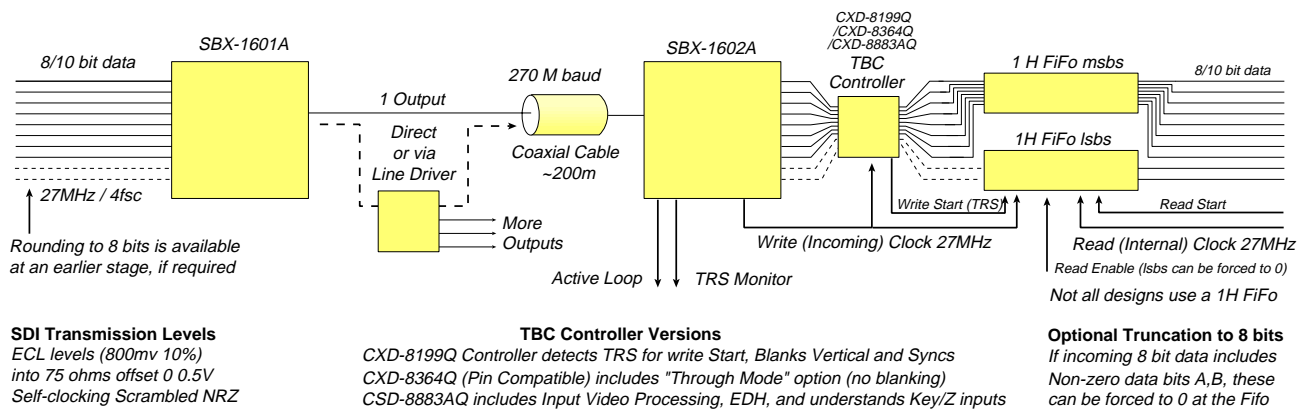 CXD-8199Q
/CXD-8364Q
/CXD-8883AQ
TBC
Controller
SBX-1601A
SBX-1602A
8/10 bit data
270 M baud
1 H FiFo msbs
8/10 bit data
1 Output
Direct
or via
Line Driver
Coaxial Cable
~200m
1H FiFo lsbs
27MHz / 4fsc
Write Start (TRS)
Read Start
More
Outputs
Rounding to 8 bits is available
at an earlier stage, if required
Write (Incoming) Clock 27MHz
Read (Internal) Clock 27MHz
Active Loop
TRS Monitor
Read Enable (lsbs can be forced to 0)
Not all designs use a 1H FiFo
SDI Transmission Levels
ECL levels (800mv 10%)
into 75 ohms offset 0 0.5V
Self-clocking Scrambled NRZ
TBC Controller Versions
CXD-8199Q Controller detects TRS for write Start, Blanks Vertical and Syncs
CXD-8364Q (Pin Compatible) includes "Through Mode" option (no blanking)
CSD-8883AQ includes Input Video Processing, EDH, and understands Key/Z inputs
Optional Truncation to 8 bits
If incoming 8 bit data includes
Non-zero data bits A,B, these
can be forced to 0 at the Fifo